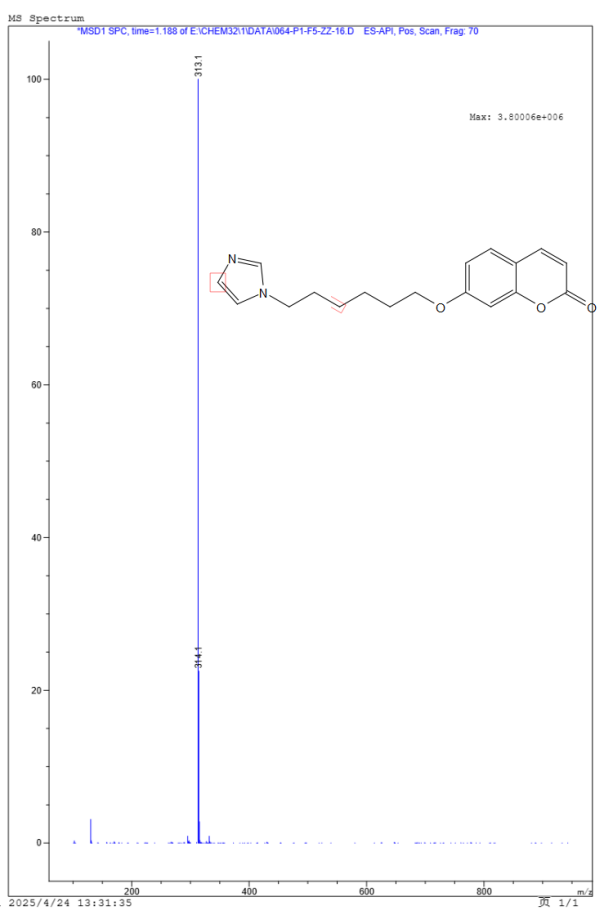 MS Spectrum
*MSD1 SPC, time=1.188 of E:\CHEM32\1\DATA\064-P1-F5-ZZ-16.D ES-API, Pos, Scan, Frag: 70
100
313.1
Max: 3.80006e+006
80
N
N
O
O
O
60
40
314.1
20
0
200
400
600
800
m/z
2025/4/24 13:31:35
页 1/1